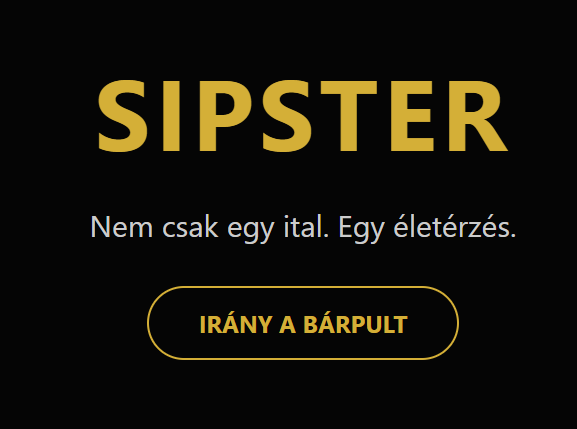 SIPSTER
Nem csak egy ital. Egy életérzés.
IRÁNY A BÁRPULT